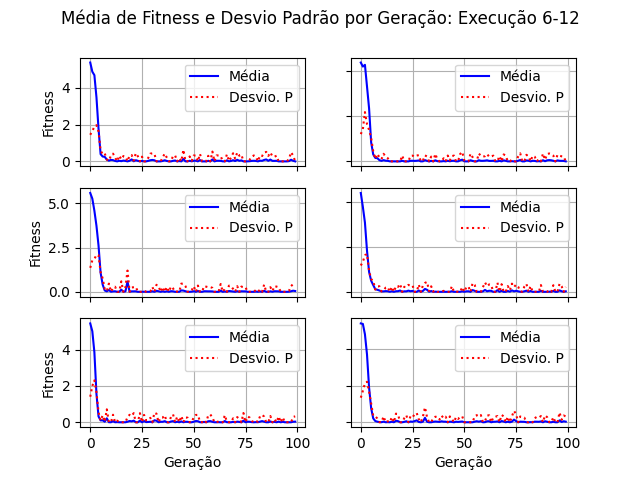 Média de Fitness e Desvio Padrão por Geração: Execução 6-12
Fitness
4
2
0
Média
Desvio. P
Média
Desvio. P
Fitness
5.0
2.5
0.0
Média
Desvio. P
Média
Desvio. P
Fitness
4
2
0
Média
Desvio. P
0 25 50 75 100
Geração
Média
Desvio. P
0 25 50 75 100
Geração